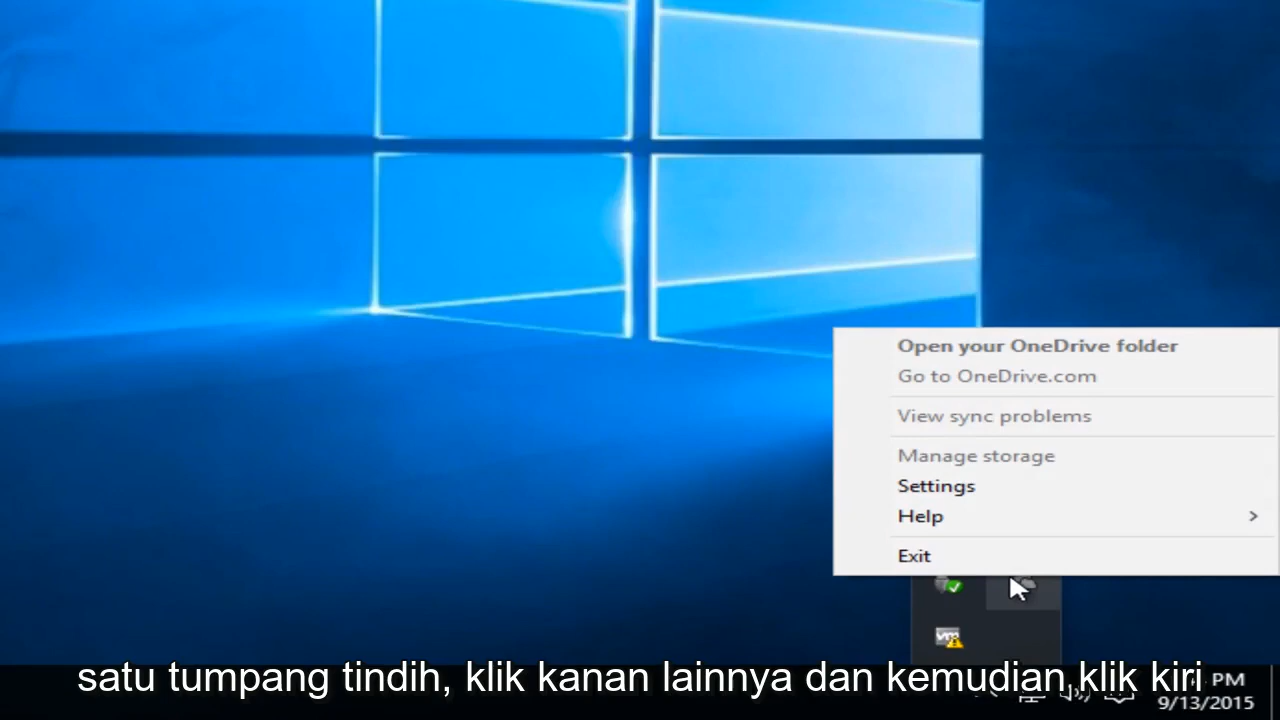 Open your OneDrive folder
Go to OneDrive.com
View sync problems
Manage storage
Settings
Help
Exit
vm
satu tumpang tindih, klik kanan lainnya dan kemudian klik kiri
PM
9/13/2015